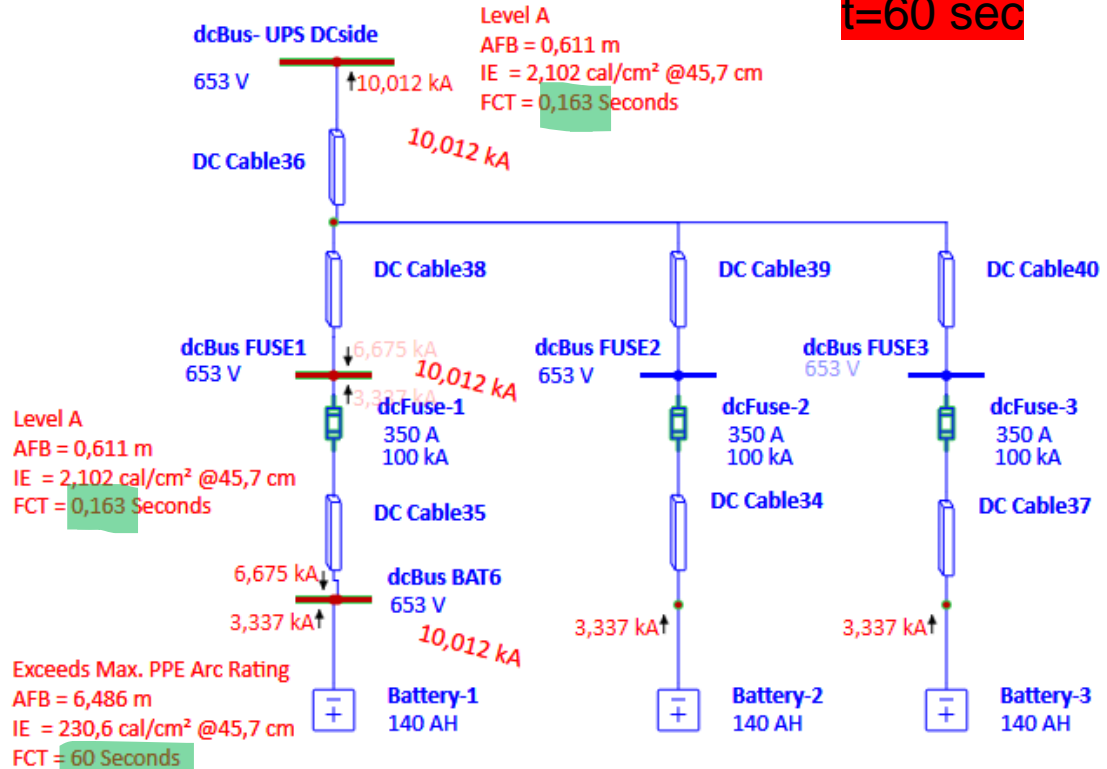 t=60 sec
dcBus- UPS DCside
653 V
10,012 kA
Level A
AFB = 0,611 m
IE = 2,102 cal/cm² @45,7 cm
FCT = 0,163 Seconds
10,012 kA
DC Cable36
DC Cable38
DC Cable39
DC Cable40
dcBus FUSE1
653 V
6,675 kA
10,012 kA
3,337 kA
dcBus FUSE2
653 V
dcBus FUSE3
653 V
dcFuse-1
350 A
100 kA
dcFuse-2
350 A
100 kA
dcFuse-3
350 A
100 kA
Level A
AFB = 0,611 m
IE = 2,102 cal/cm² @45,7 cm
FCT = 0,163 Seconds
DC Cable35
DC Cable34
DC Cable37
6,675 kA
dcBus BAT6
653 V
3,337 kA
10,012 kA
3,337 kA
3,337 kA
Exceeds Max. PPE Arc Rating
AFB = 6,486 m
IE = 230,6 cal/cm² @45,7 cm
FCT = 60 Seconds
Battery-1
140 AH
Battery-2
140 AH
Battery-3
140 AH